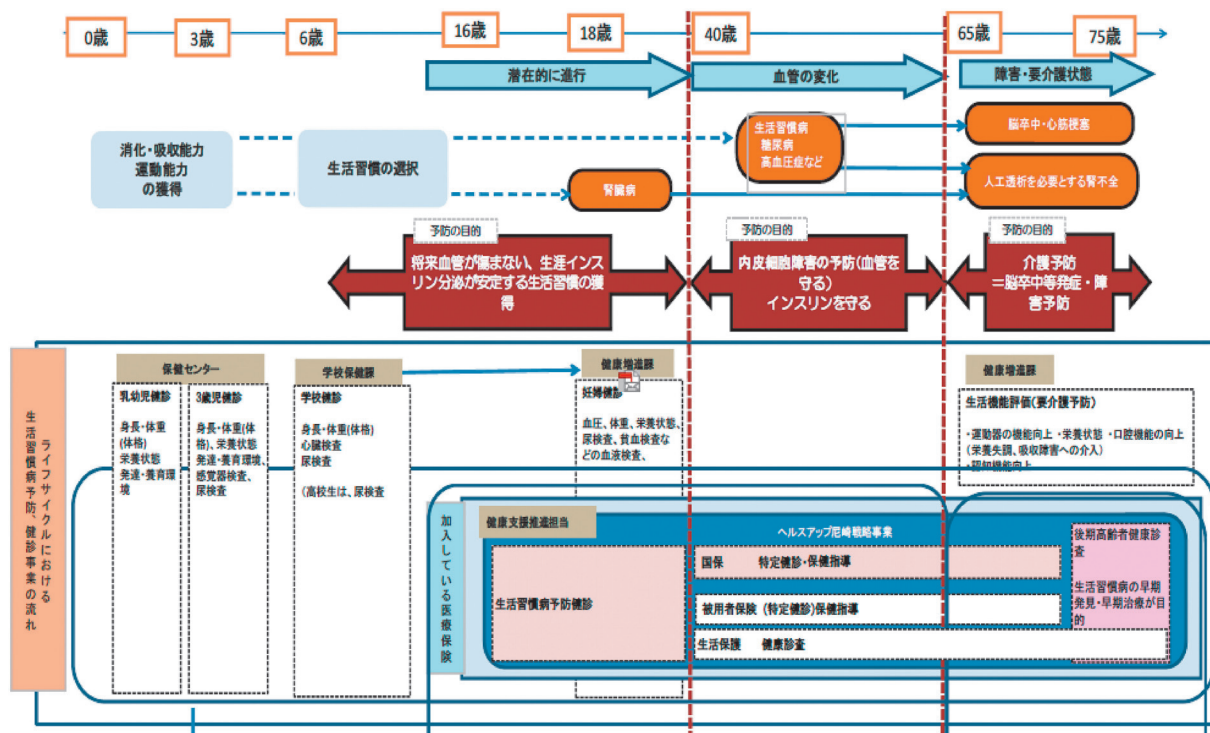 0歳
3歳
6歳
16歳
18歳
40歳
65歳
75歳
潜在的に進行
血管の変化
障害・要介護状態
消化・吸収能力
運動能力
の獲得
生活習慣の選択
腎臓病
生活習慣病
糖尿病
高血圧症など
脳卒中・心筋梗塞
人工透析を必要とする腎不全
予防の目的
将来血管が傷まない、生涯インス
リン分泌が安定する生活習慣の獲
得
予防の目的
内皮細胞障害の予防(血管を
守る)
インスリンを守る
予防の目的
介護予防
=脳卒中等発症・障
害予防
ライフサイクルにおける
生活習慣病予防、健診事業の流れ
保健センター
乳幼児健診
身長・体重
(体格)
栄養状態
発達・養育環
境
3歳児健診
身長・体重(体
格)、栄養状態
発達・養育環境、
感覚器検査、
尿検査
学校保健課
学校健診
身長・体重(体格)
心臓検査
尿検査
(高校生は、尿検査
健康増進課
妊婦健診
血圧、体重、栄養状態、
尿検査、貧血検査な
どの血液検査、
健康増進課
生活機能評価(要介護予防)
・運動器の機能向上 ・栄養状態 ・口腔機能の向上
(栄養失調、吸収障害への介入)
・認知機能向上
加入している医療保険
健康支援推進担当
ヘルスアップ尼崎戦略事業
生活習慣病予防健診
国保 特定健診・保健指導
被用者保険 (特定健診)保健指導
生活保護 健康診査
後期高齢者健康診
査
生活習慣病の早期
発見・早期治療が目
的